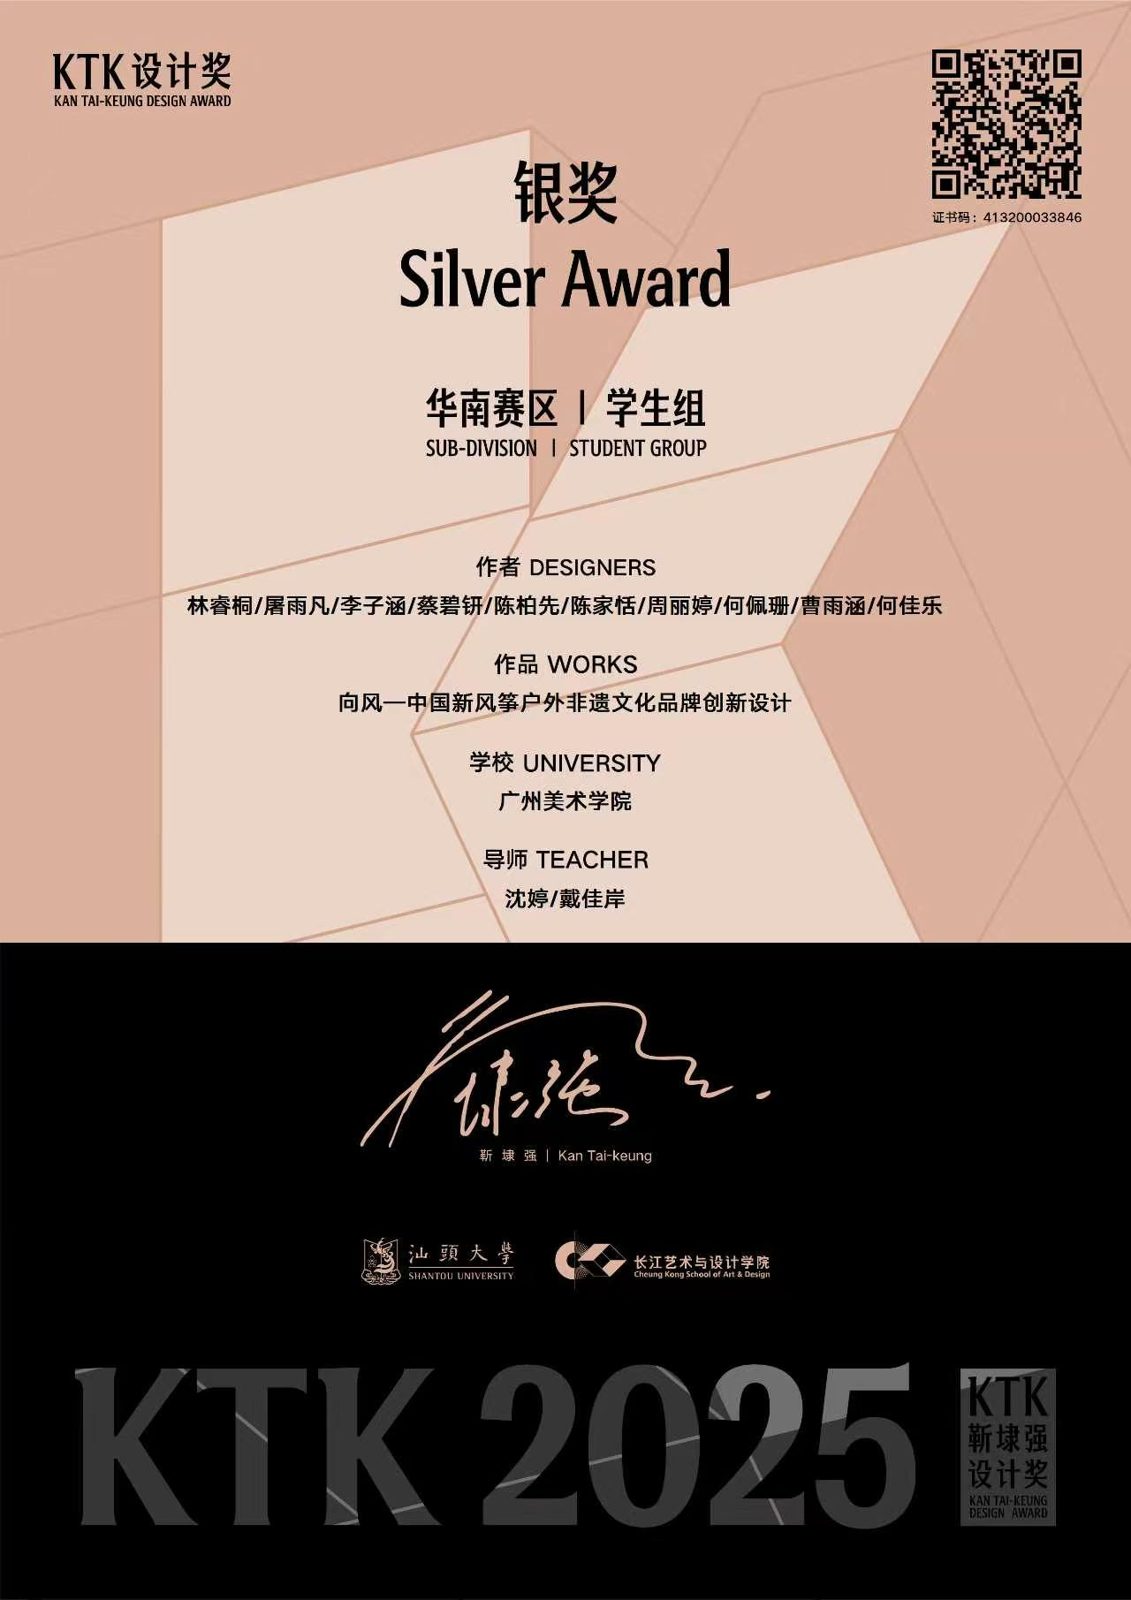 KTK设计奖
KAN TAI-KEUNG DESIGN AWARD
证书码：413200033846
银奖
Silver Award
华南赛区 | 学生组
SUB-DIVISION | STUDENT GROUP
作者 DESIGNERS
林睿桐/屠雨凡/李子涵/蔡碧钘/陈柏先/陈家恬/周丽婷/何佩珊/曹雨涵/何佳乐
作品 WORKS
向风—中国新风筝户外非遗文化品牌创新设计
学校 UNIVERSITY
广州美术学院
导师 TEACHER
沈婷/戴佳岸
靳埭强
靳 埭 强 | Kan Tai-keung
汕頭大學
SHANTOU UNIVERSITY
长江艺术与设计学院
Cheung Kong School of Art & Design
KTK 2025
KTK
靳埭强
设计奖
KAN TAI-KEUNG
DESIGN AWARD